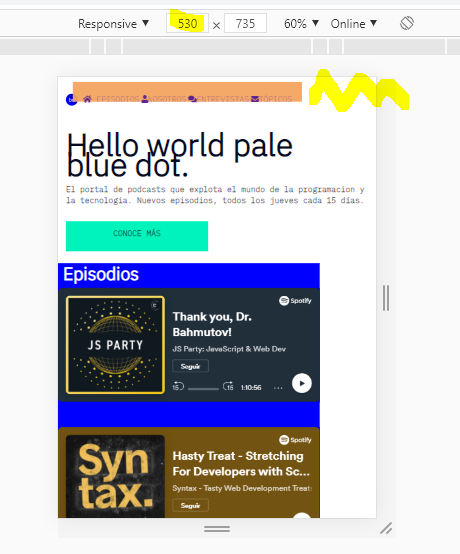 Responsive ▼ 530 × 735 60% ▼ Online ▼
EPISODIOS NOSOTROS ENTREVISTAS TOPICOS
Hello world pale
blue dot.
El portal de podcasts que explota el mundo de la programacion y
la tecnología. Nuevos episodios, todos los jueves cada 15 días.
CONOCE MÁS
Episodios
Spotify
JS PARTY
Thank you, Dr.
Bahmutov!
JS Party: JavaScript & Web Dev
Seguir
15 15 1:10:56 ...
Spotify
Syn
tax.
Hasty Treat - Stretching
For Developers with Sc...
Syntax - Tasty Web Development Treats
Seguir